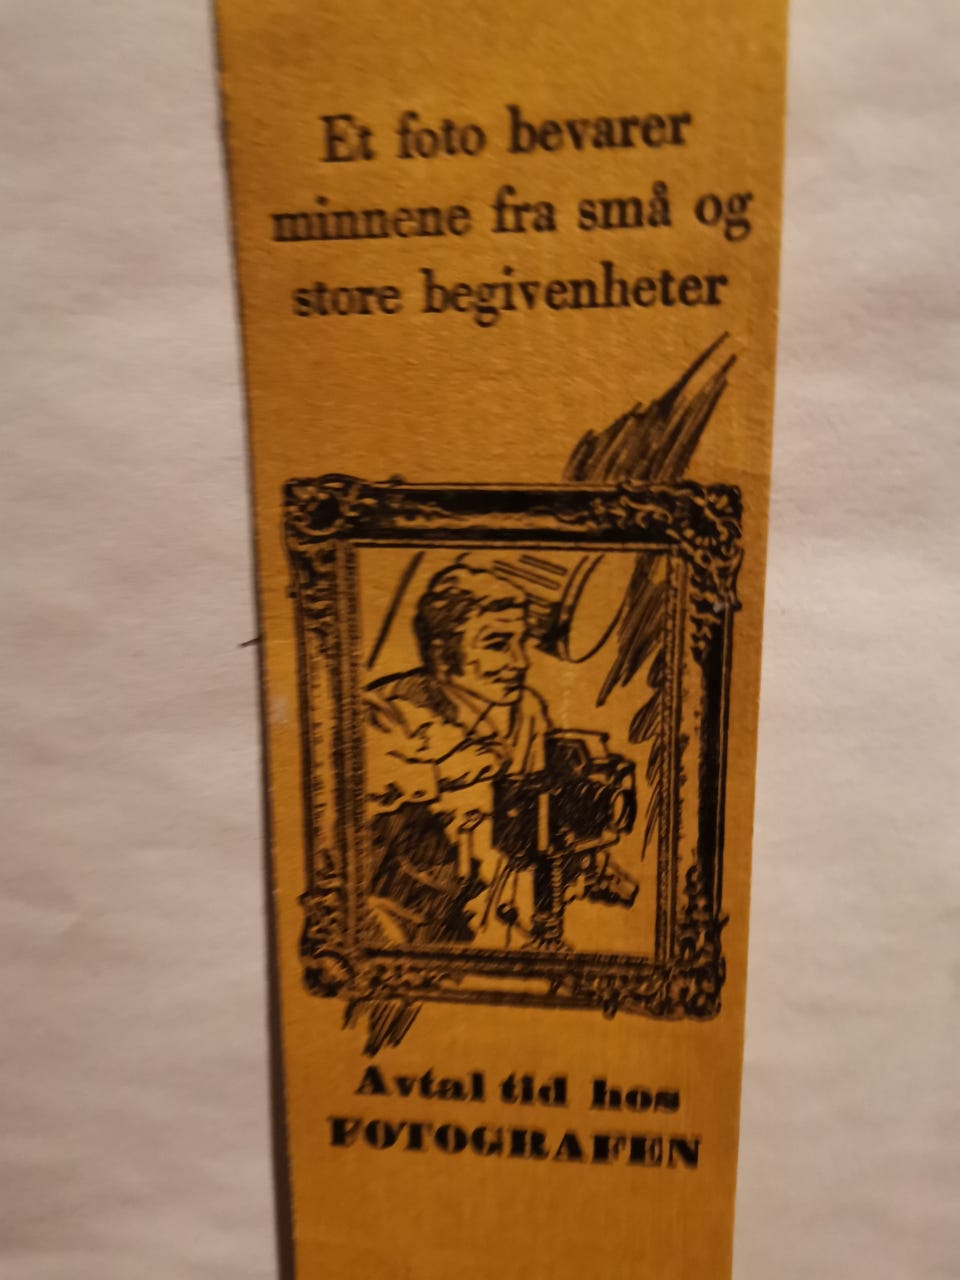 Et foto bevarer
minnene fra små og
store begivenheter
Avtal tid hos
FOTOGRAFEN